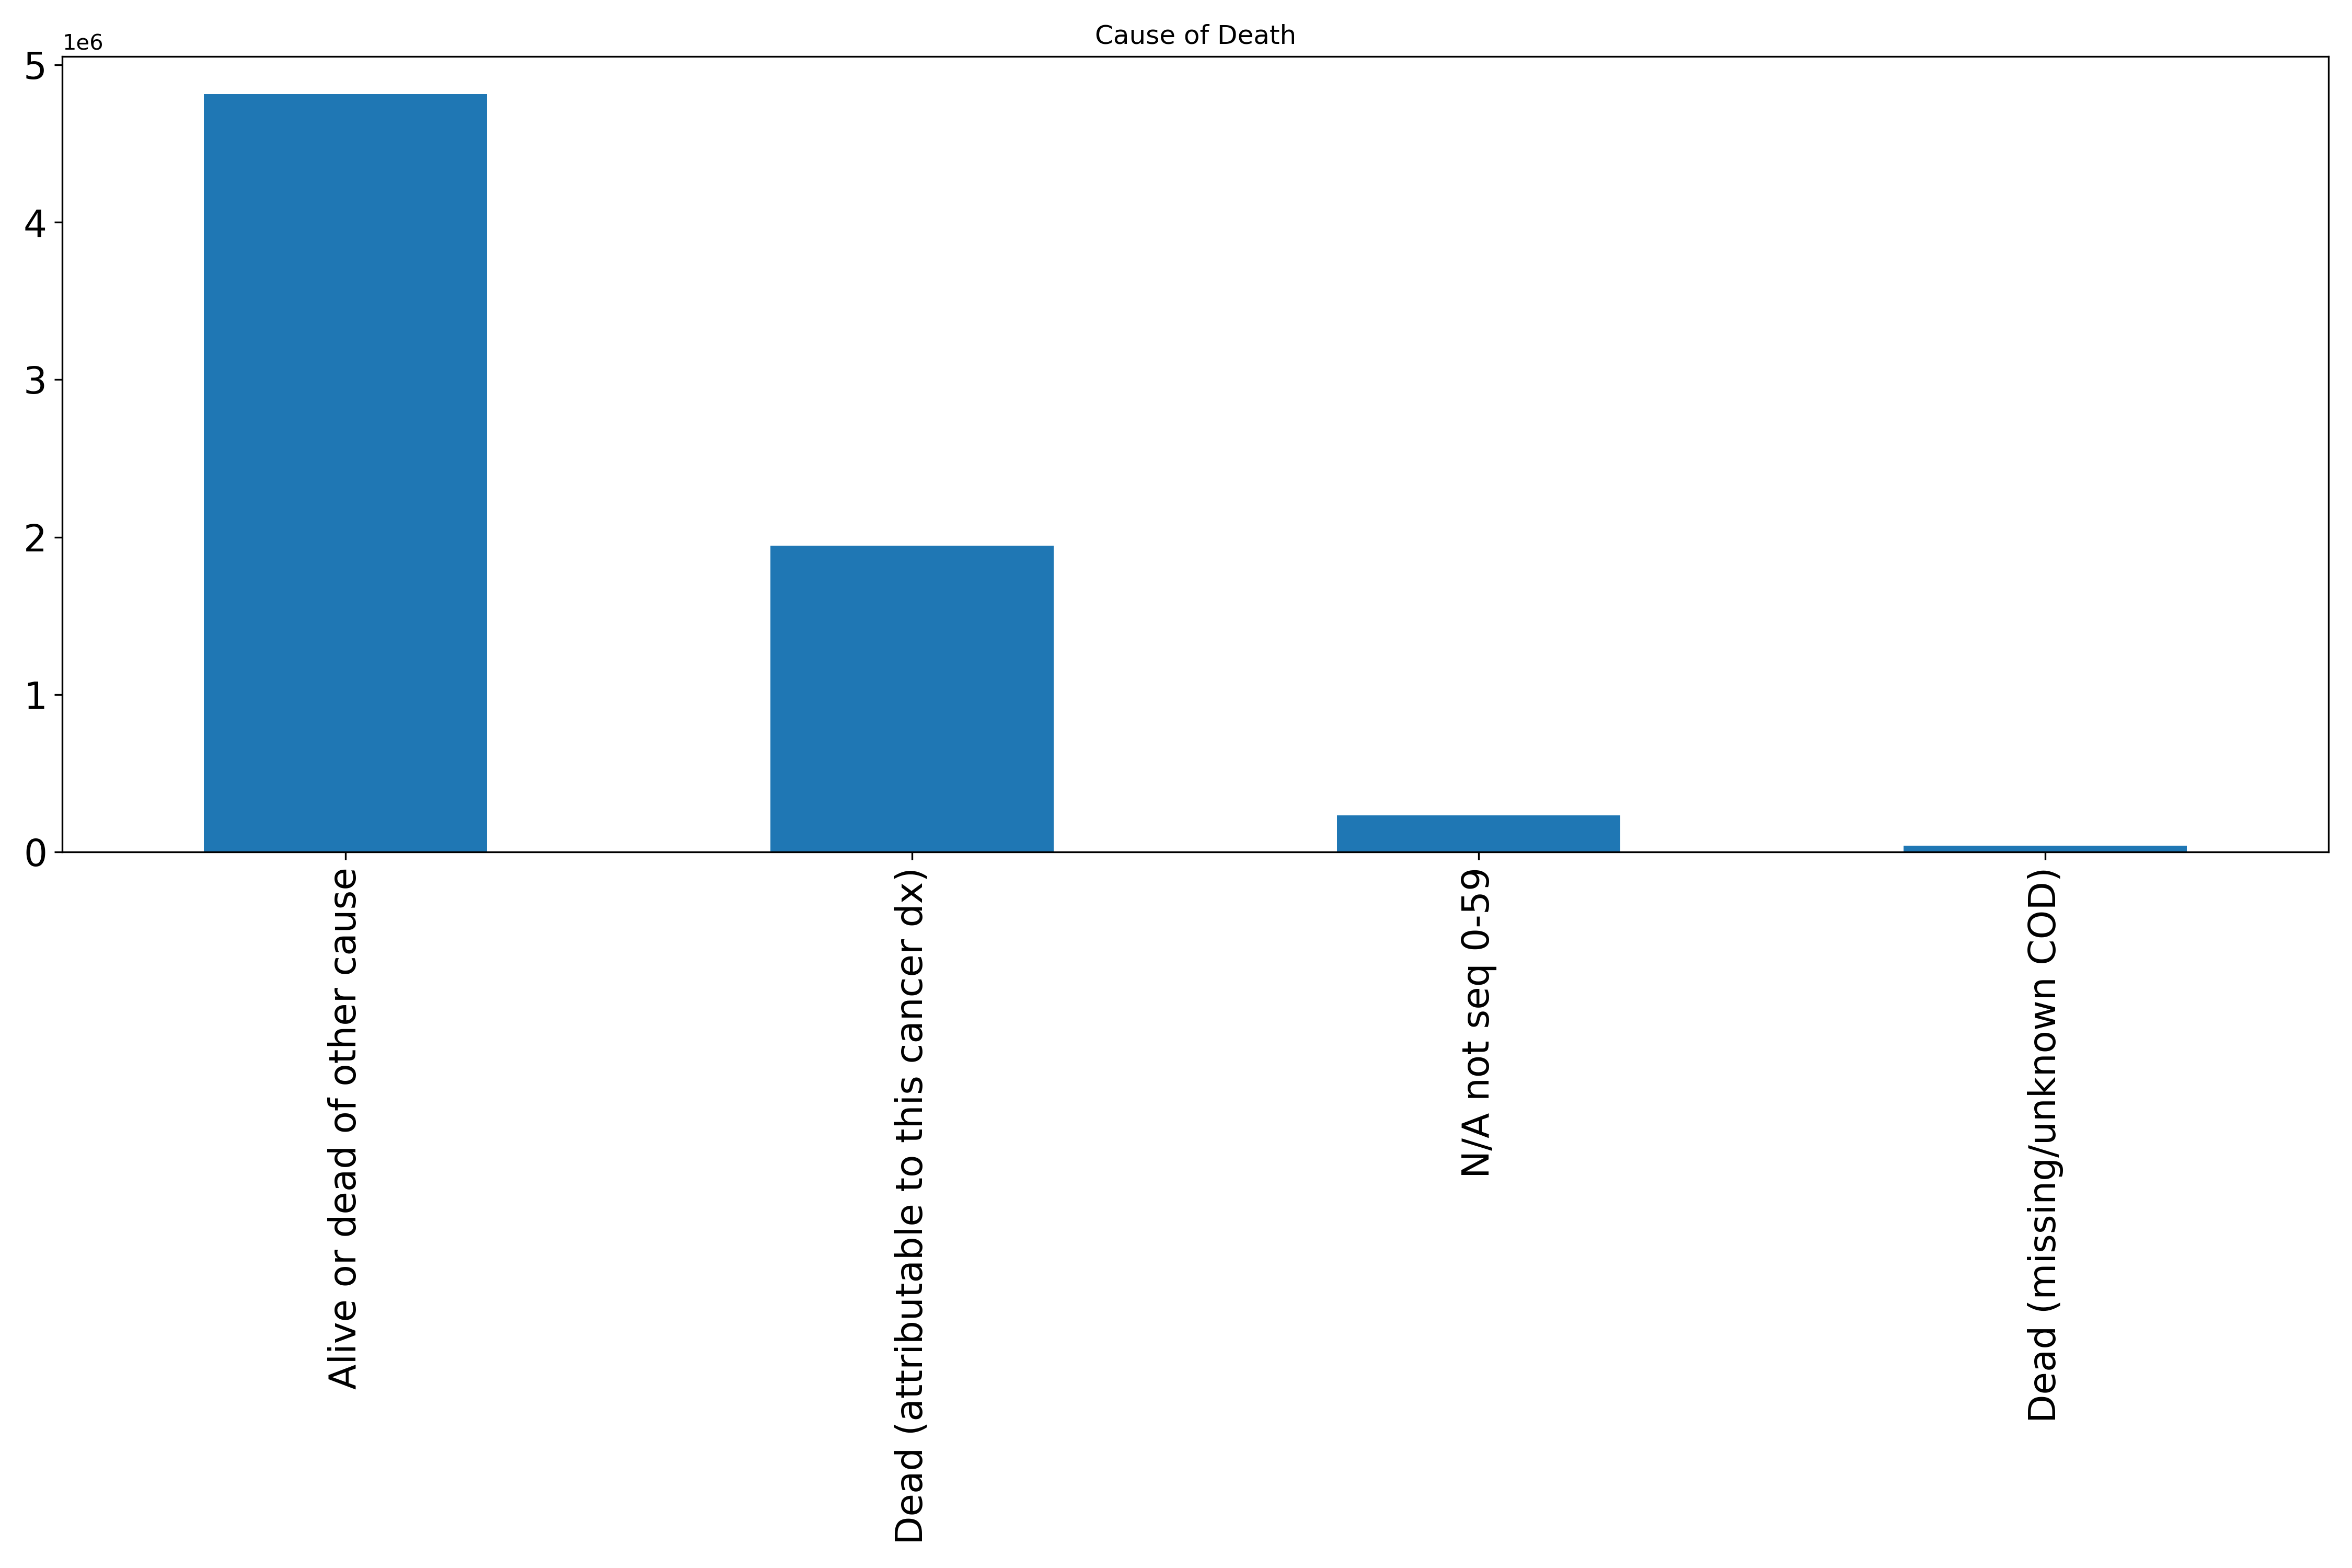 Cause of Death
1e6
5
4
3
2
1
0
Alive or dead of other cause
Dead (attributable to this cancer dx)
N/A not seq 0-59
Dead (missing/unknown COD)